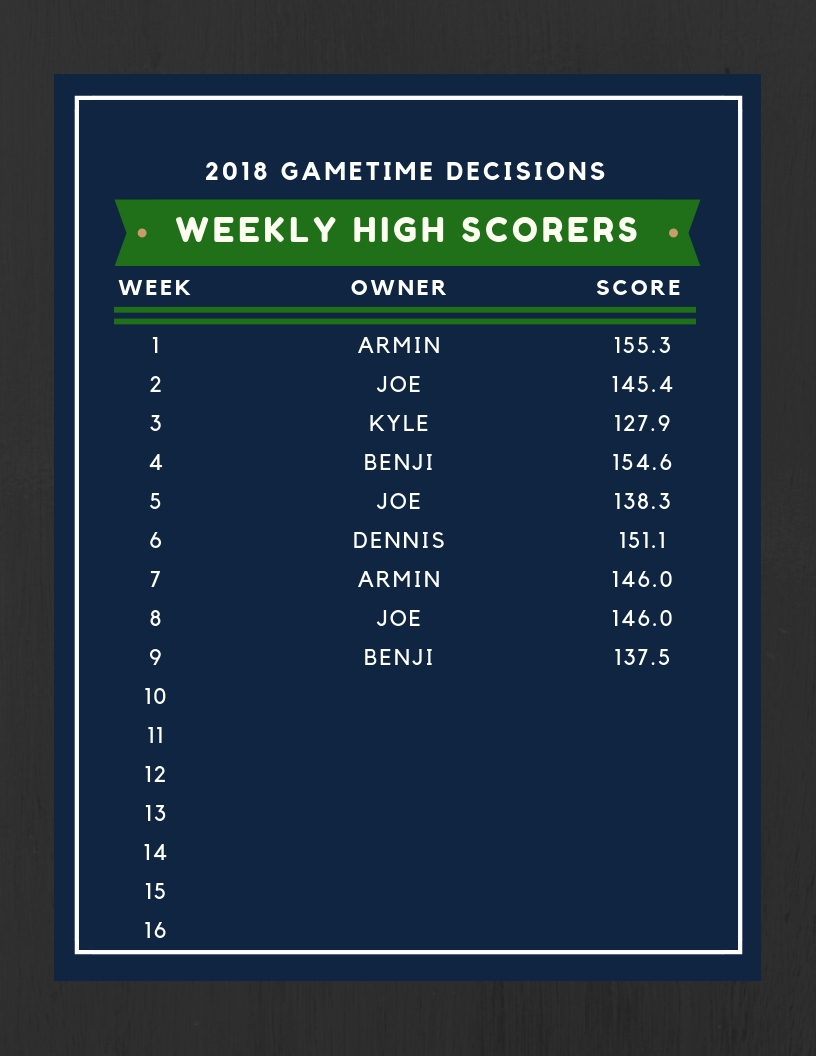 2018 GAMETIME DECISIONS
WEEKLY HIGH SCORERS
WEEK OWNER SCORE
1 ARMIN 155.3
2 JOE 145.4
3 KYLE 127.9
4 BENJI 154.6
5 JOE 138.3
6 DENNIS 151.1
7 ARMIN 146.0
8 JOE 146.0
9 BENJI 137.5
10
11
12
13
14
15
16